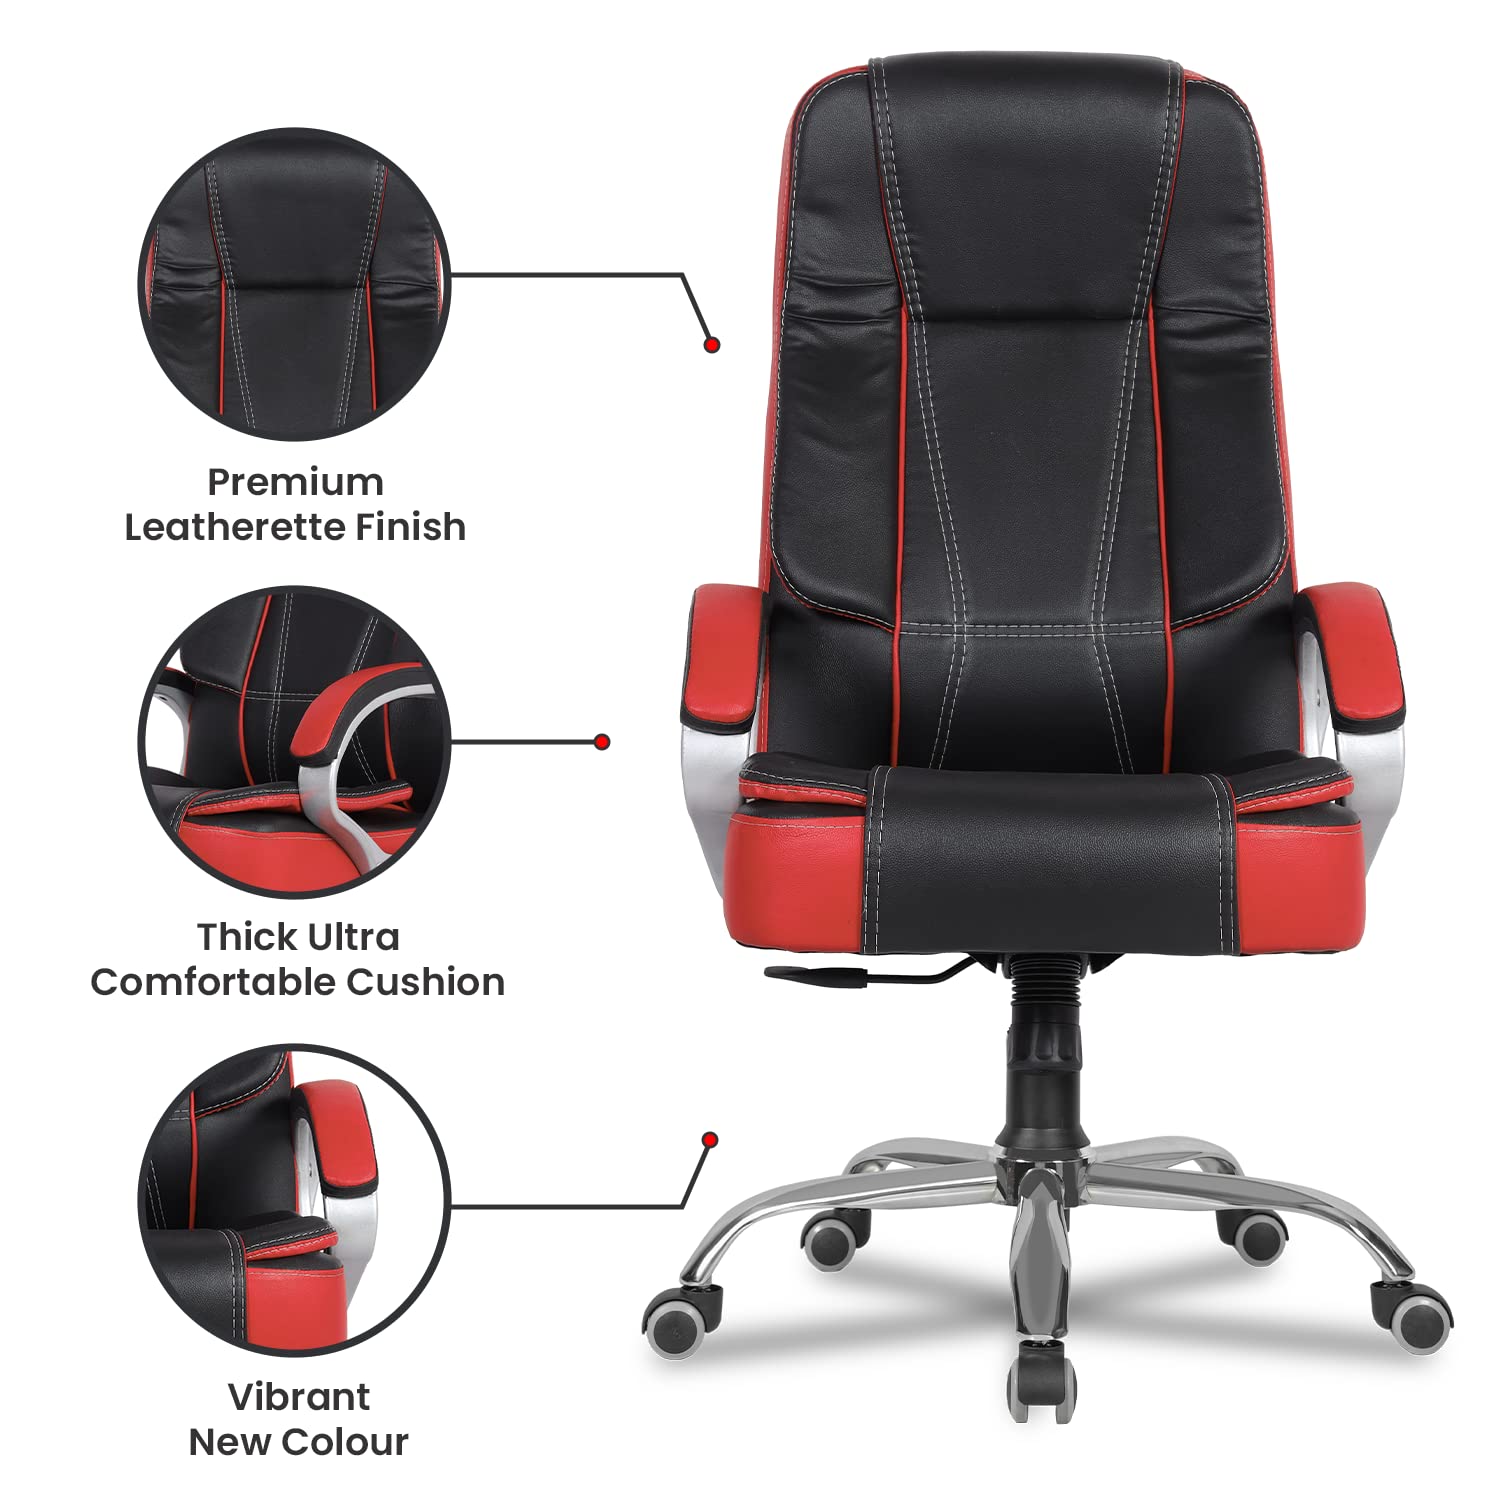 Premium
Leatherette Finish
Thick Ultra
Comfortable Cushion
Vibrant
New Colour